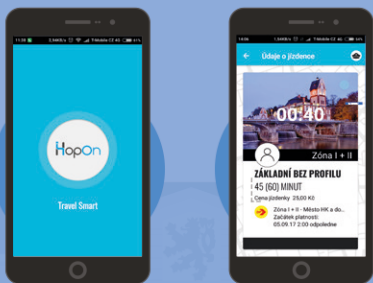 HopOn
Travel Smart
Údaje o jízdence
00:40
Zóna I + II
ZÁKLADNÍ BEZ PROFILU
45 (60) MINUT
Cena jízdenky 25,00 Kč
Zóna I + II - Město HK a do..
Začátek platnosti:
05.09.17 2:00 odpoledne